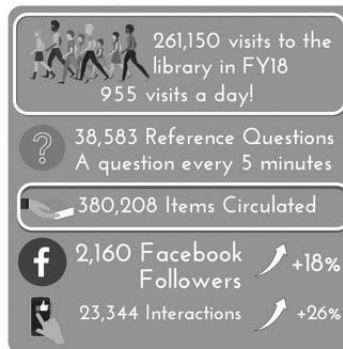 261,150 visits to the
library in FY18
955 visits a day!
?
38,583 Reference Questions
A question every 5 minutes
380,208 Items Circulated
f
2,160 Facebook
Followers
+18%
23,344 Interactions
+26%